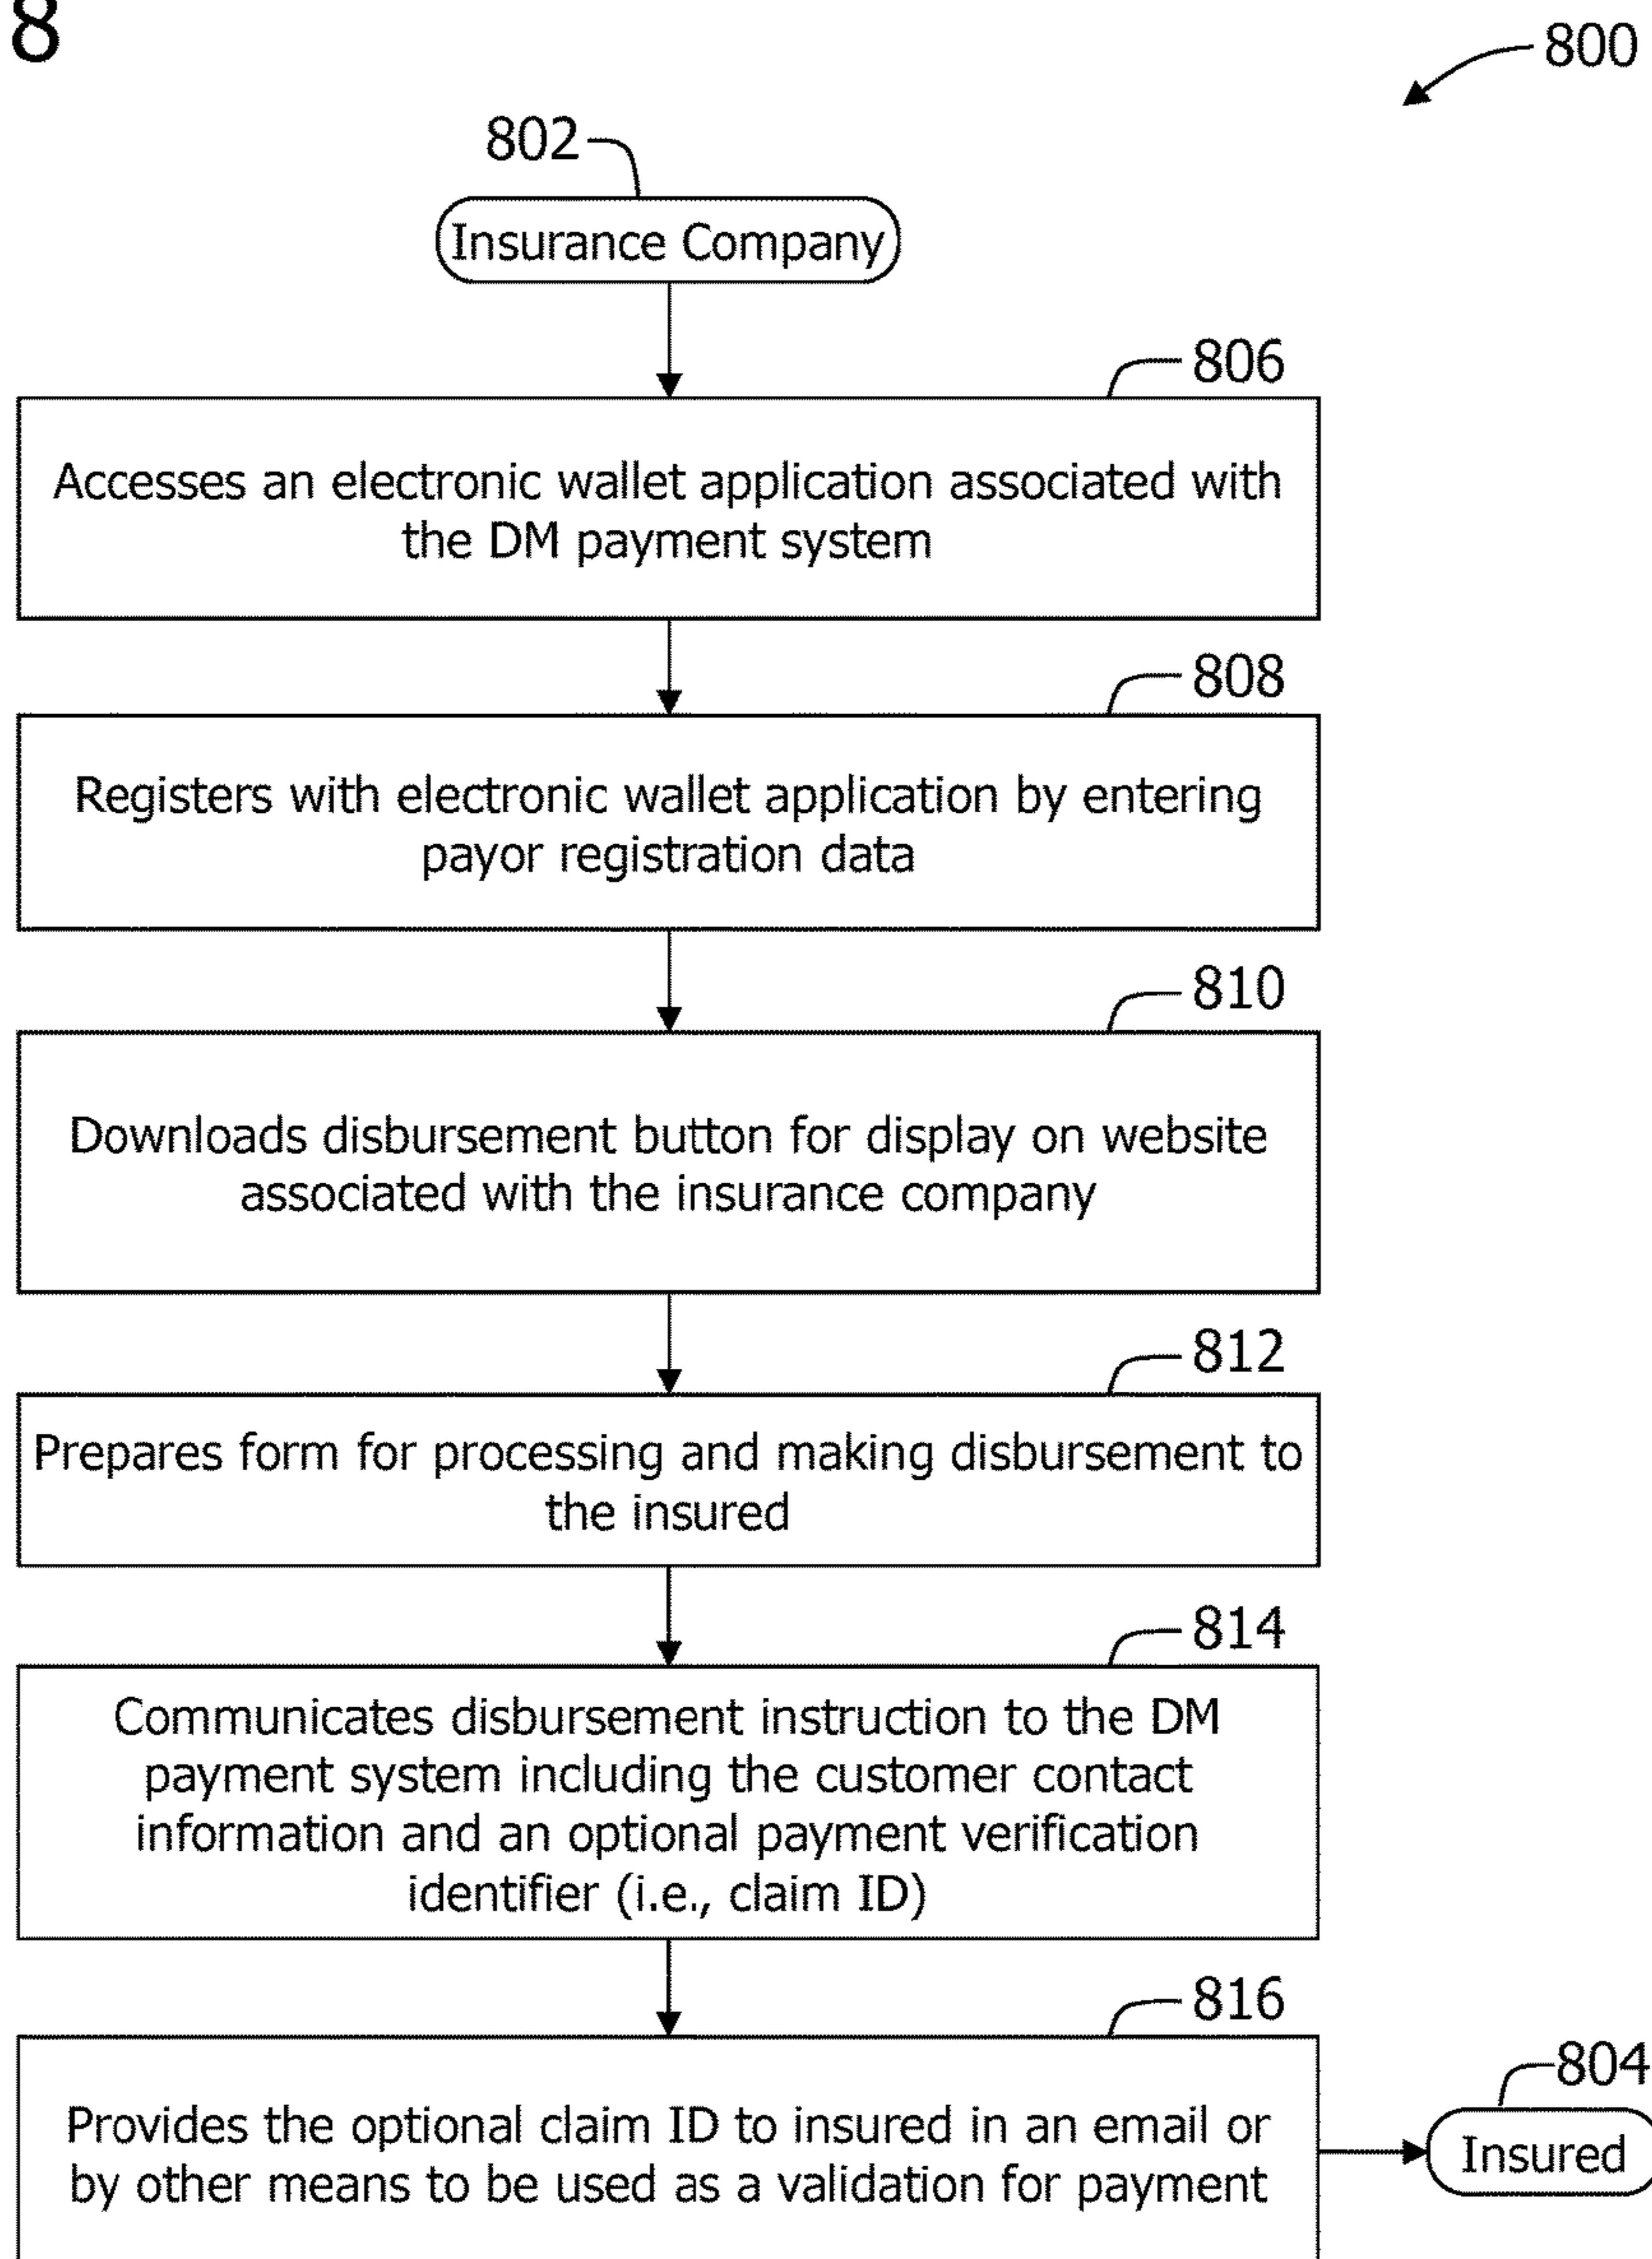 8
800
802
Insurance Company
806
Accesses an electronic wallet application associated with
the DM payment system
808
Registers with electronic wallet application by entering
payor registration data
810
Downloads disbursement button for display on website
associated with the insurance company
812
Prepares form for processing and making disbursement to
the insured
814
Communicates disbursement instruction to the DM
payment system including the customer contact
information and an optional payment verification
identifier (i.e., claim ID)
816
Provides the optional claim ID to insured in an email or
by other means to be used as a validation for payment
804
Insured